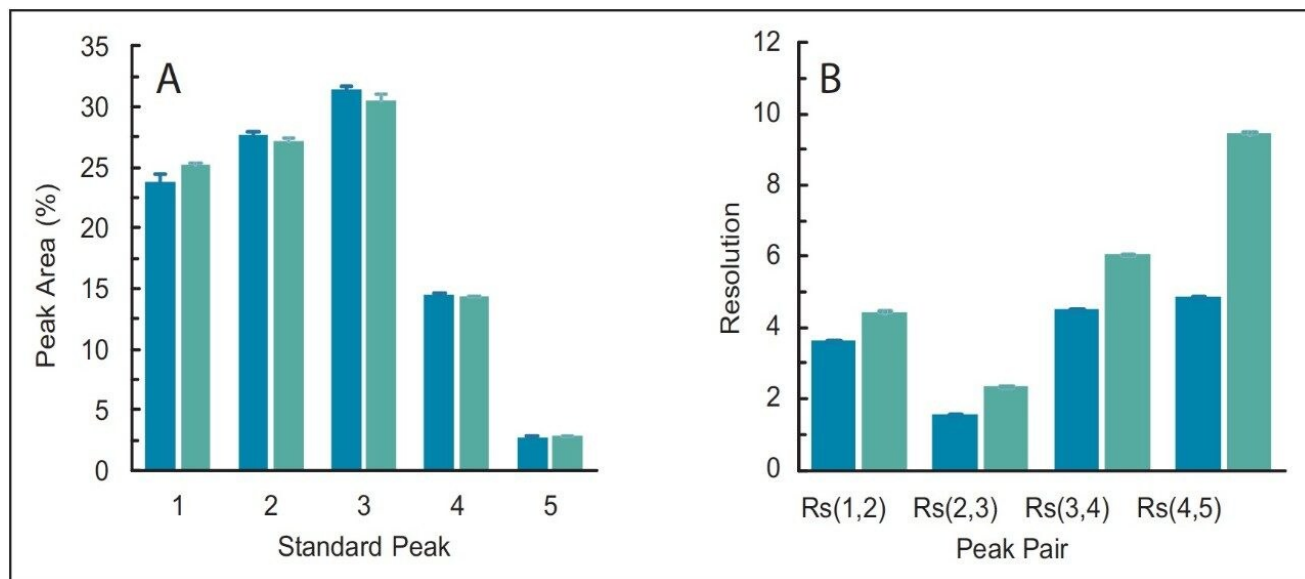 A
35
30
25
20
15
10
5
0
Peak Area (%)
1 2 3 4 5
Standard Peak
B
12
10
8
6
4
2
0
Resolution
Rs(1,2) Rs(2,3) Rs(3,4) Rs(4,5)
Peak Pair